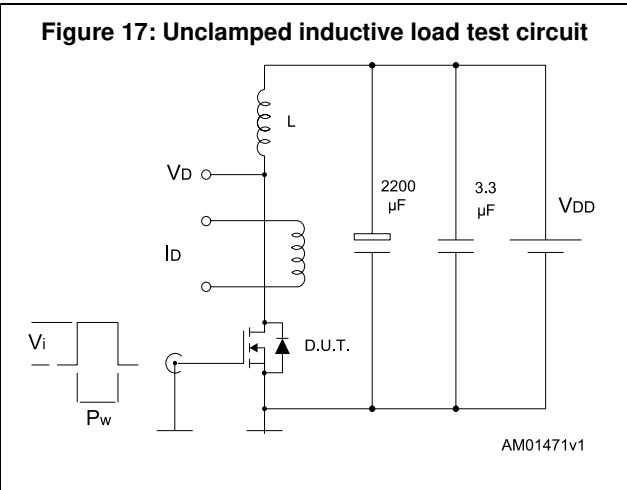 Figure 17: Unclamped inductive load test circuit
L
VD
2200
µF
3.3
µF
VDD
ID
Vi
D.U.T.
Pw
AM01471v1